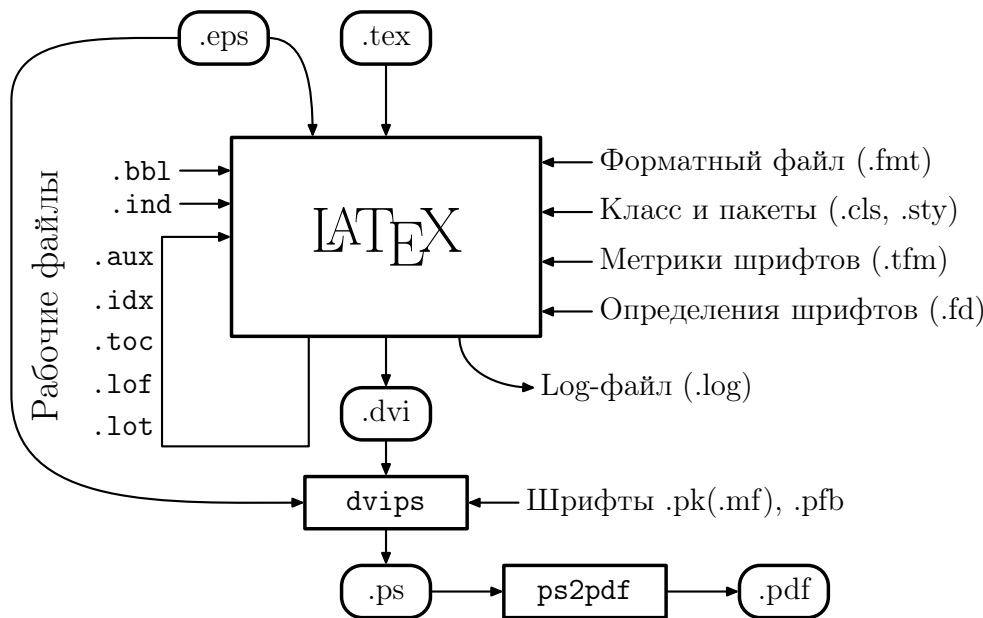 .eps
.tex
.bbl
.ind
.aux
.idx
.toc
.lof
.lot
Рабочие файлы
LATEX
Форматный файл (.fmt)
Класс и пакеты (.cls, .sty)
Метрики шрифтов (.tfm)
Определения шрифтов (.fd)
Log-файл (.log)
.dvi
dvips
Шрифты .pk(.mf), .pfb
.ps
ps2pdf
.pdf